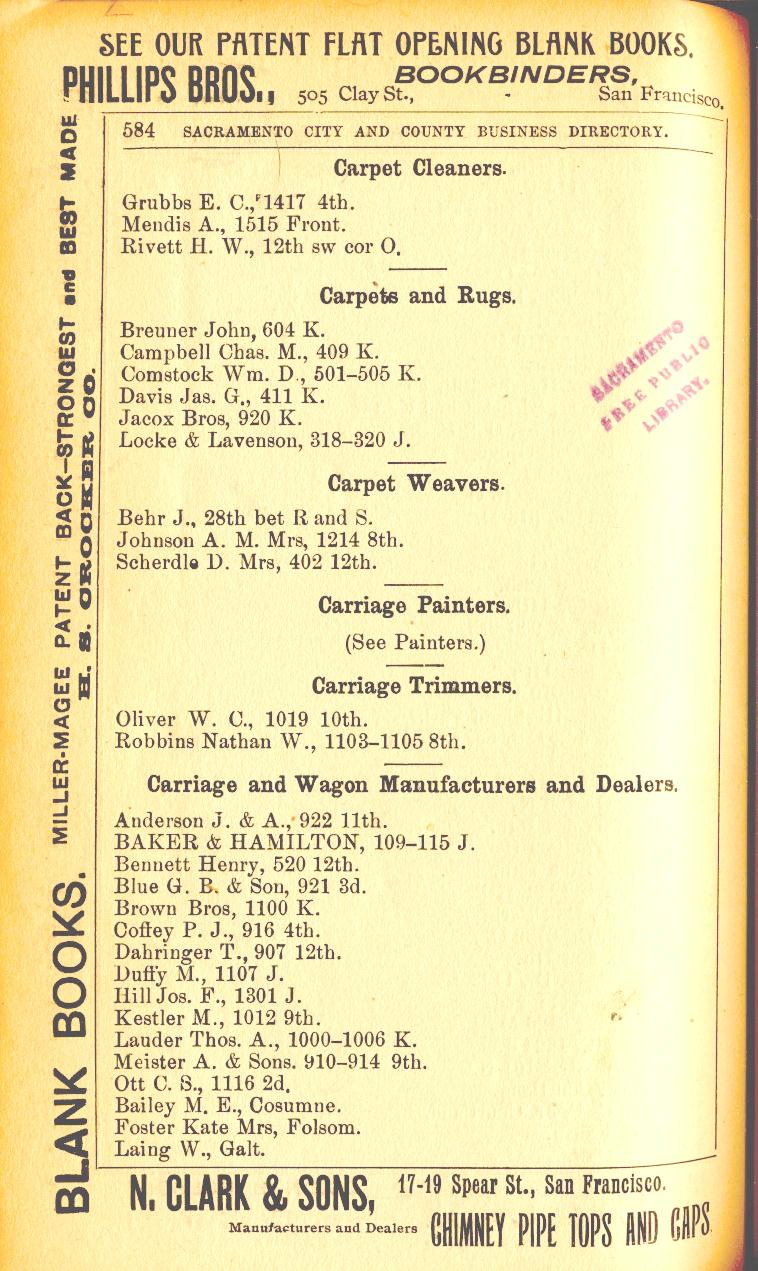 SEE OUR PATENT FLAT OPENING BLANK BOOKS.
PHILLIPS BROS., BOOKBINDERS,
505 Clay St., - San Francisco.
584 SACRAMENTO CITY AND COUNTY BUSINESS DIRECTORY.
Carpet Cleaners.
Grubbs E. C., 1417 4th.
Mendis A., 1515 Front.
Rivett H. W., 12th sw cor O.
Carpets and Rugs.
Breuner John, 604 K.
Campbell Chas. M., 409 K.
Comstock Wm. D., 501–505 K.
Davis Jas. G., 411 K.
Jacox Bros, 920 K.
Locke & Lavenson, 318–320 J.
SACRAMENTO
FREE PUBLIC
LIBRARY.
Carpet Weavers.
Behr J., 28th bet R and S.
Johnson A. M. Mrs, 1214 8th.
Scherdle D. Mrs, 402 12th.
Carriage Painters.
(See Painters.)
Carriage Trimmers.
Oliver W. C., 1019 10th.
Robbins Nathan W., 1103–1105 8th.
Carriage and Wagon Manufacturers and Dealers.
Anderson J. & A., 922 11th.
BAKER & HAMILTON, 109–115 J.
Bennett Henry, 520 12th.
Blue G. B. & Son, 921 3d.
Brown Bros, 1100 K.
Coffey P. J., 916 4th.
Dahringer T., 907 12th.
Duffy M., 1107 J.
Hill Jos. F., 1301 J.
Kestler M., 1012 9th.
Lauder Thos. A., 1000–1006 K.
Meister A. & Sons. 910–914 9th.
Ott C. S., 1116 2d.
Bailey M. E., Cosumne.
Foster Kate Mrs, Folsom.
Laing W., Galt.
BLANK BOOKS. MILLER-MAGEE PATENT BACK—STRONGEST and BEST MADE
H. S. CROCKER CO.
N. CLARK & SONS, 17-19 Spear St., San Francisco.
Manufacturers and Dealers CHIMNEY PIPE TOPS AND CAPS